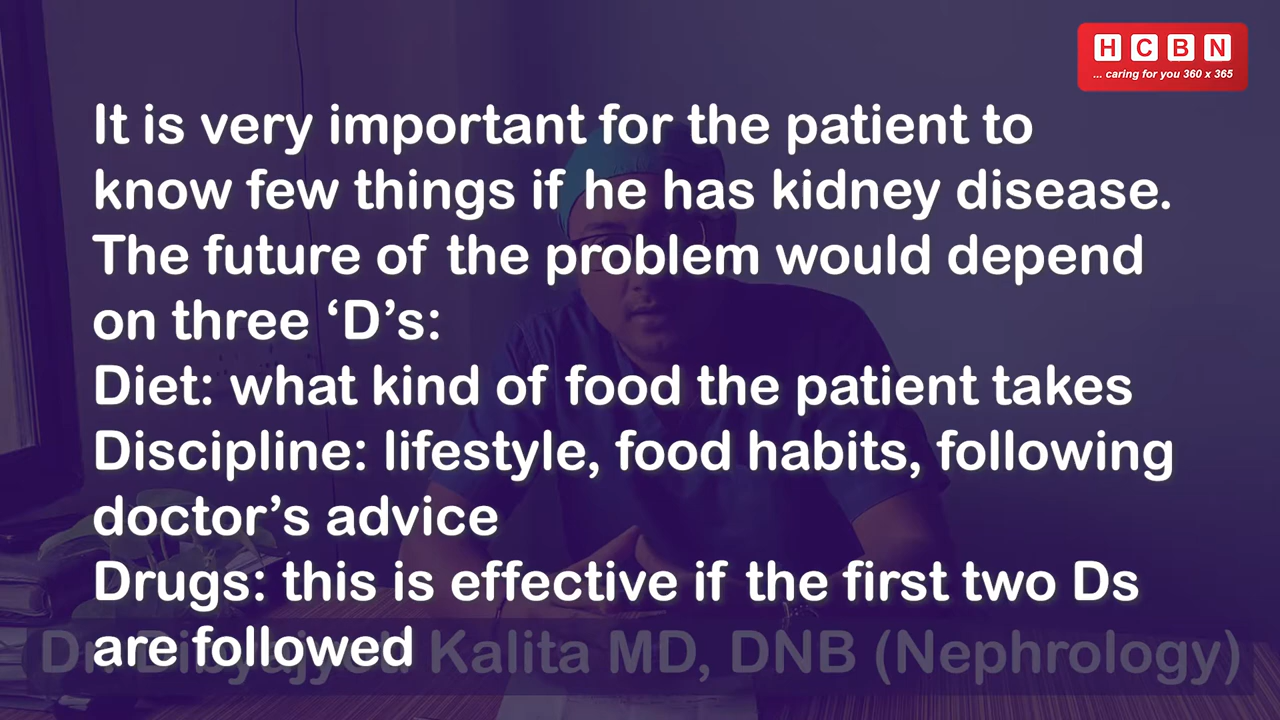 H C B N
... caring for you 360 x 365
It is very important for the patient to
know few things if he has kidney disease.
The future of the problem would depend
on three ‘D’s:
Diet: what kind of food the patient takes
Discipline: lifestyle, food habits, following
doctor’s advice
Drugs: this is effective if the first two Ds
are followed
Kalita MD, DNB (Nephrology)